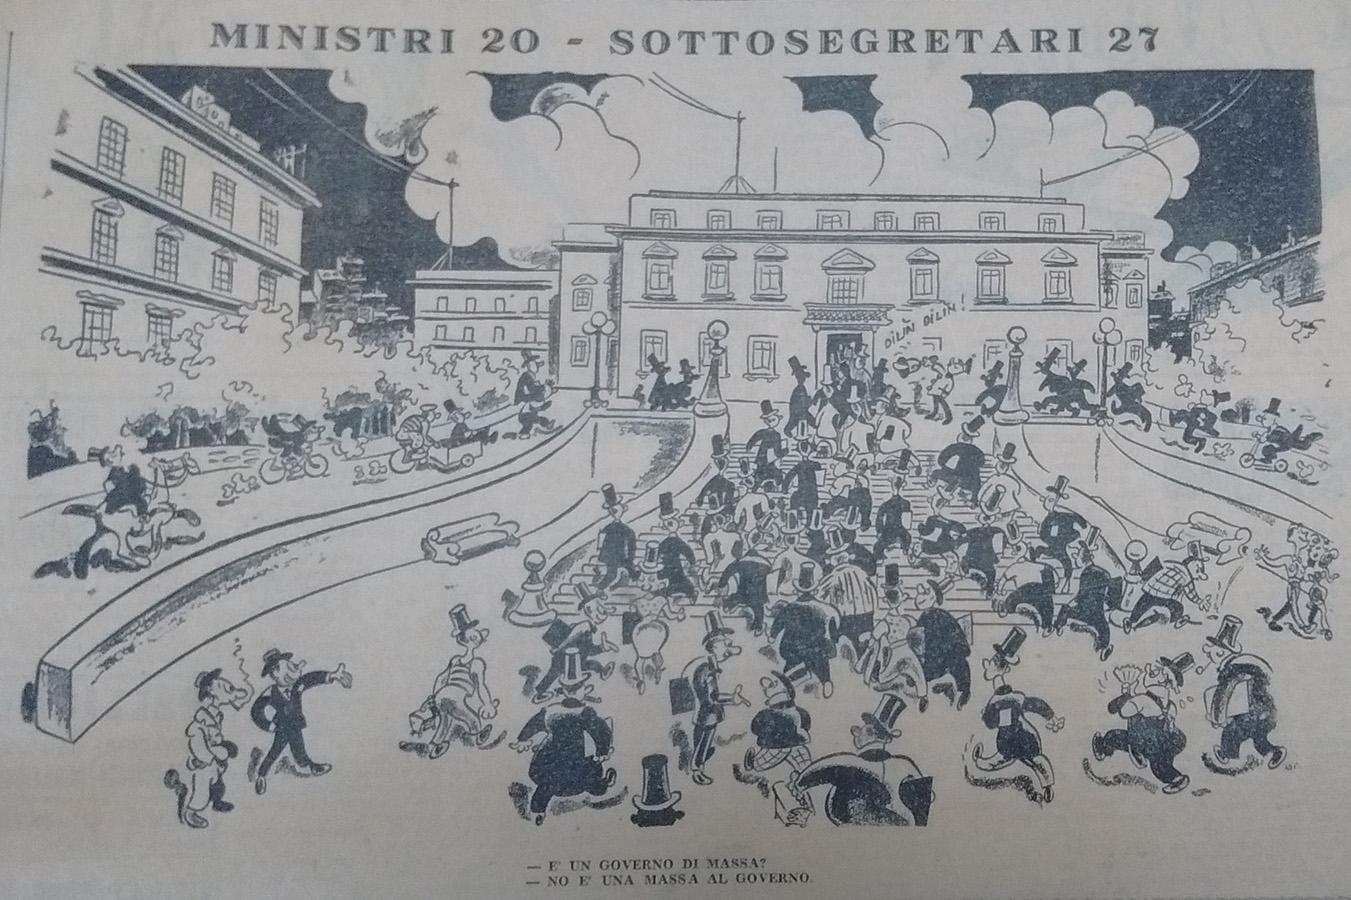 MINISTRI 20 - SOTTOSEGRETARI 27
DILIN DILIN!
— E' UN GOVERNO DI MASSA?
— NO E' UNA MASSA AL GOVERNO.